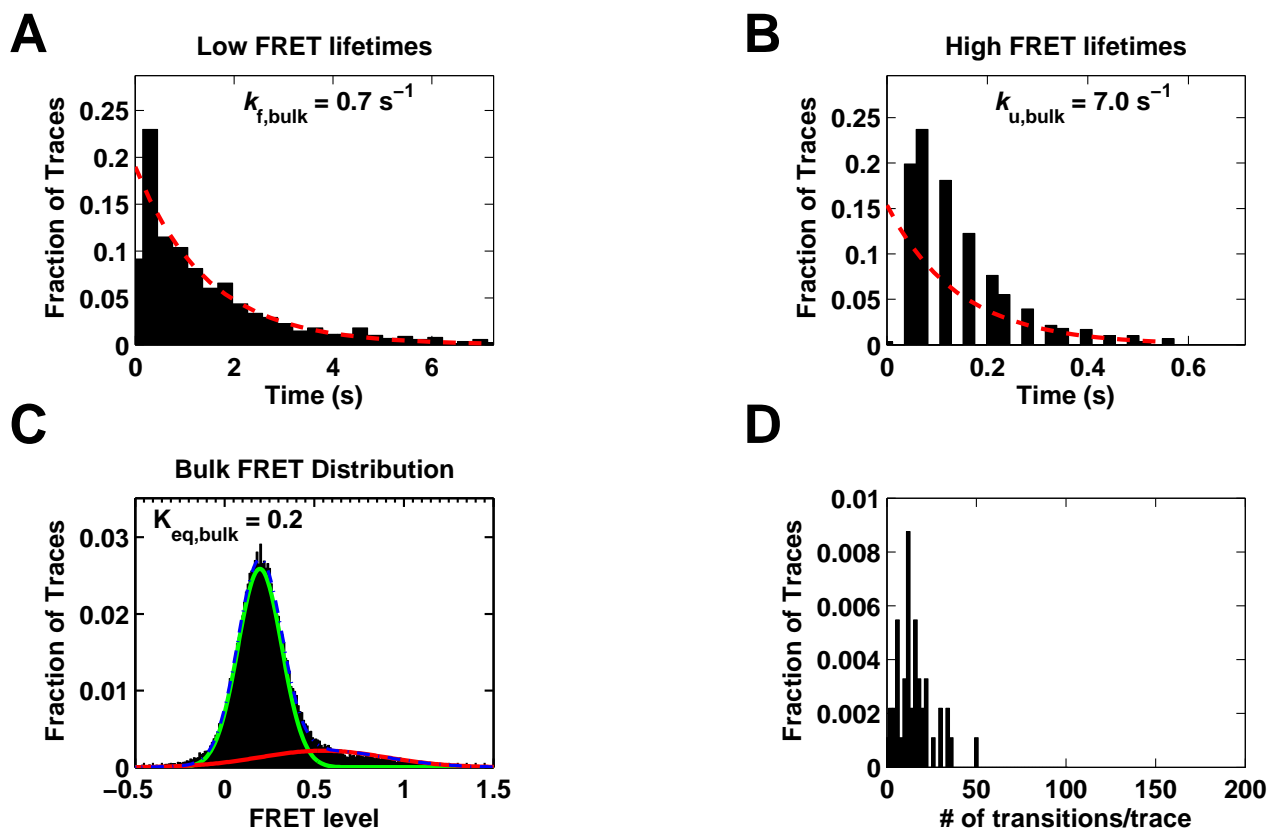 A
Low FRET lifetimes
k f,bulk = 0.7 s−1
Fraction of Traces
0.25
0.2
0.15
0.1
0.05
0
0 2 4 6
Time (s)
B
High FRET lifetimes
k u,bulk = 7.0 s−1
Fraction of Traces
0.25
0.2
0.15
0.1
0.05
0
0 0.2 0.4 0.6
Time (s)
C
Bulk FRET Distribution
K eq,bulk = 0.2
Fraction of Traces
0.03
0.02
0.01
0
−0.5 0 0.5 1 1.5
FRET level
D
Fraction of Traces
0.01
0.008
0.006
0.004
0.002
0
0 50 100 150 200
# of transitions/trace